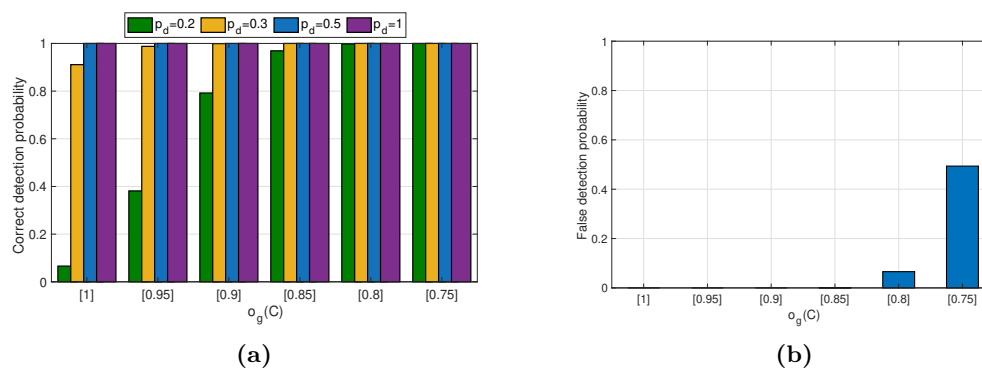 p_d=0.2 p_d=0.3 p_d=0.5 p_d=1
Correct detection probability
1
0.8
0.6
0.4
0.2
0
[1] [0.95] [0.9] [0.85] [0.8] [0.75]
o_g(C)
(a)
False detection probability
1
0.8
0.6
0.4
0.2
0
[1] [0.95] [0.9] [0.85] [0.8] [0.75]
o_g(C)
(b)